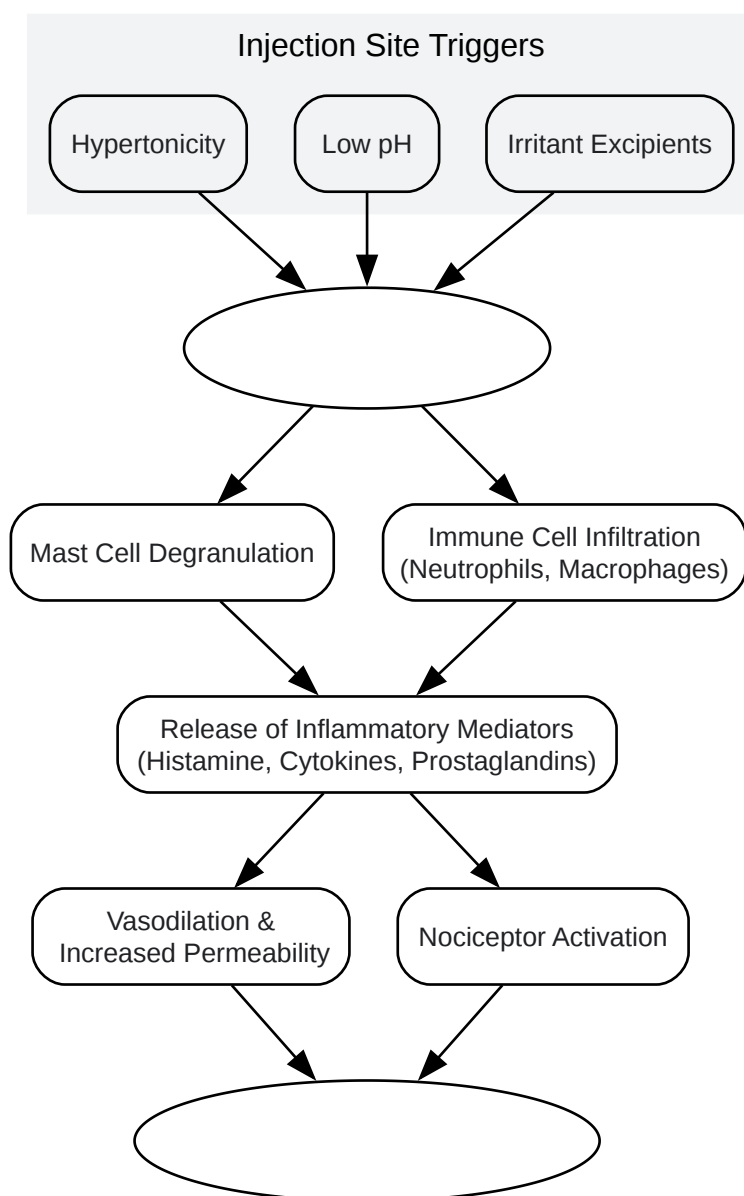 Injection Site Triggers
Hypertonicity
Low pH
Irritant Excipients
Mast Cell Degranulation
Immune Cell Infiltration
(Neutrophils, Macrophages)
Release of Inflammatory Mediators
(Histamine, Cytokines, Prostaglandins)
Vasodilation &
Increased Permeability
Nociceptor Activation